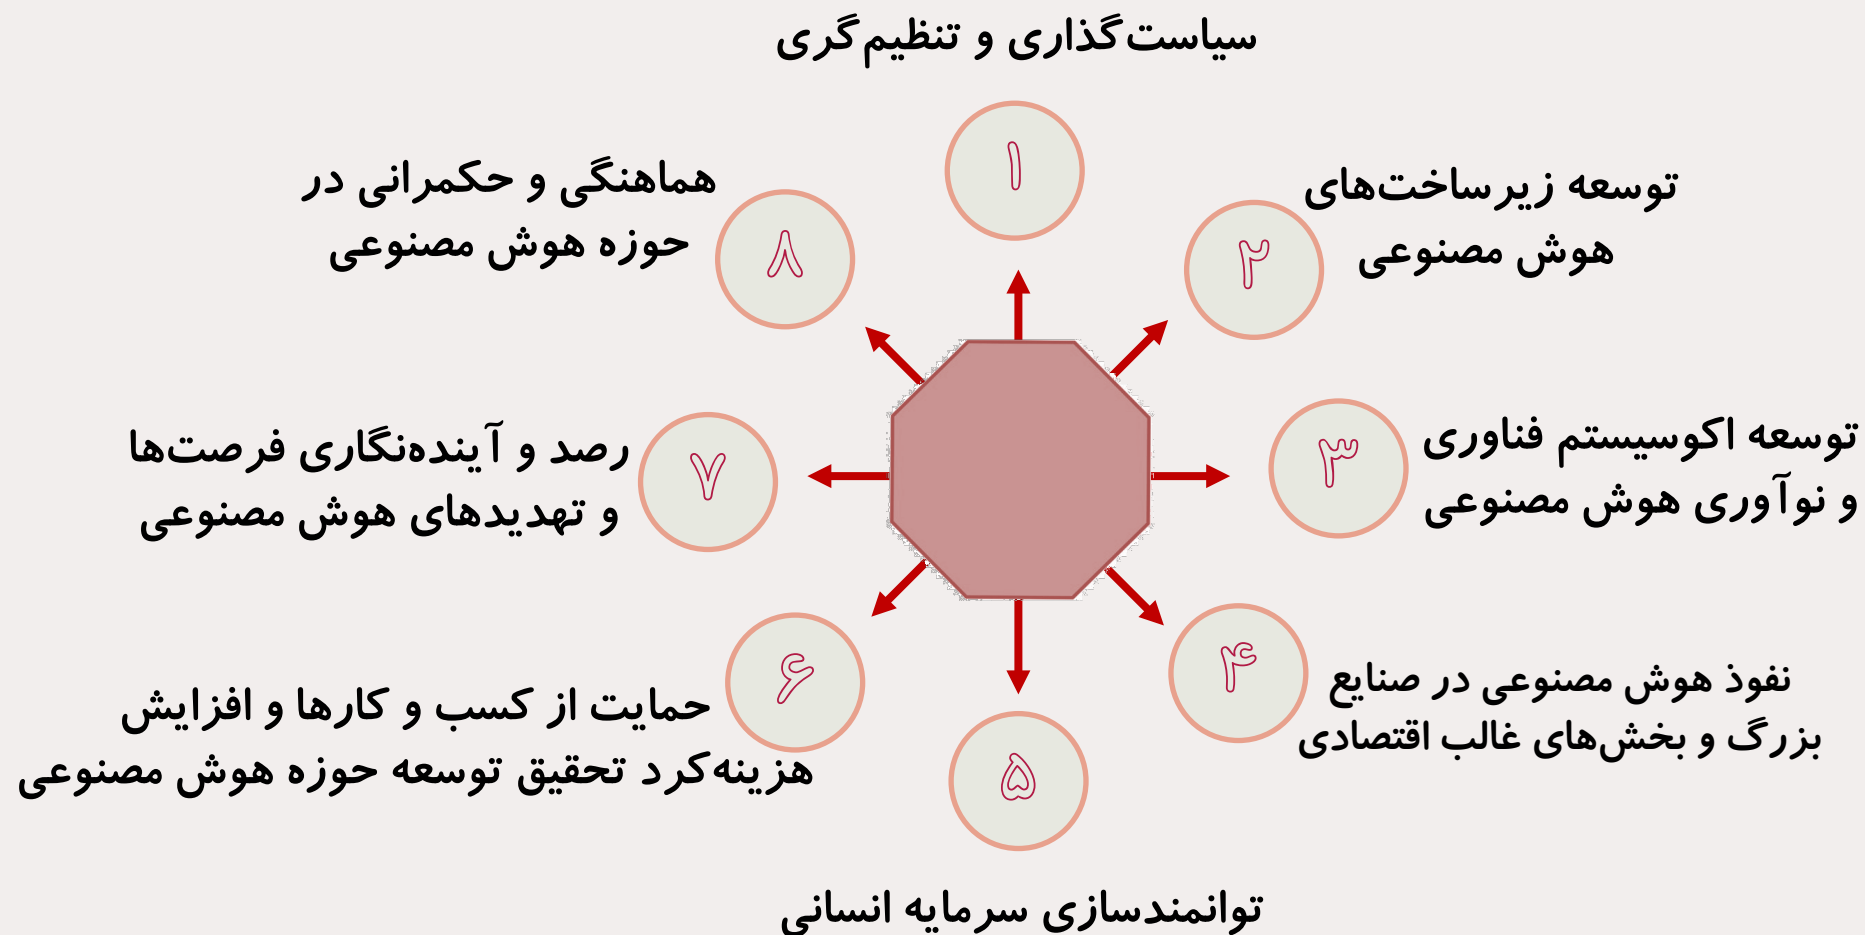 سیاست‌گذاری و تنظیم‌گری
۱
توسعه زیرساخت‌های
هوش مصنوعی
۲
توسعه اکوسیستم فناوری
و نوآوری هوش مصنوعی
۳
نفوذ هوش مصنوعی در صنایع
بزرگ و بخش‌های غالب اقتصادی
۴
۵
توانمندسازی سرمایه انسانی
۶
حمایت از کسب و کارها و افزایش
هزینه‌کرد تحقیق توسعه حوزه هوش مصنوعی
۷
رصد و آینده‌نگاری فرصت‌ها
و تهدیدهای هوش مصنوعی
۸
هماهنگی و حکمرانی در
حوزه هوش مصنوعی